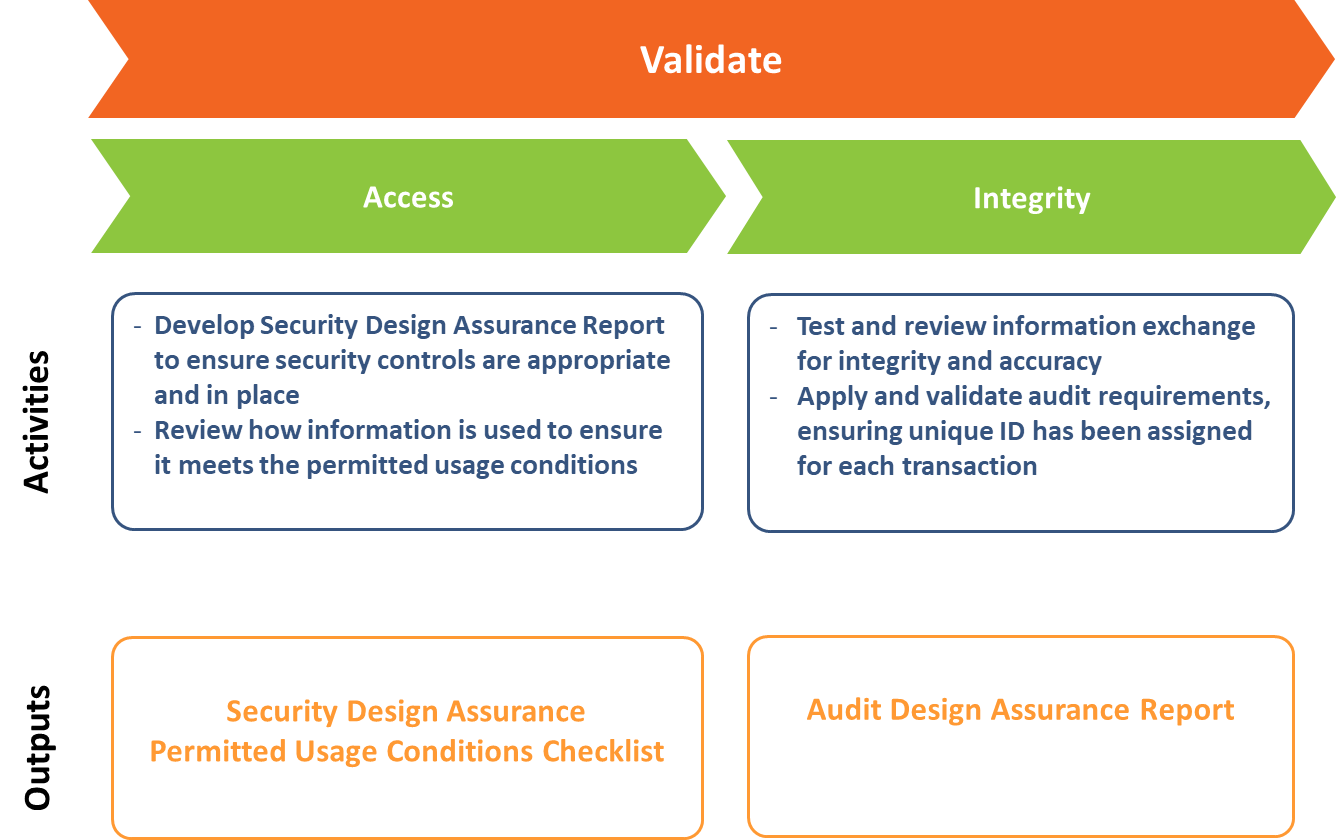 Validate
Access
Integrity
Activities
- Develop Security Design Assurance Report
to ensure security controls are appropriate
and in place
- Review how information is used to ensure
it meets the permitted usage conditions
- Test and review information exchange
for integrity and accuracy
- Apply and validate audit requirements,
ensuring unique ID has been assigned
for each transaction
Outputs
Security Design Assurance
Permitted Usage Conditions Checklist
Audit Design Assurance Report